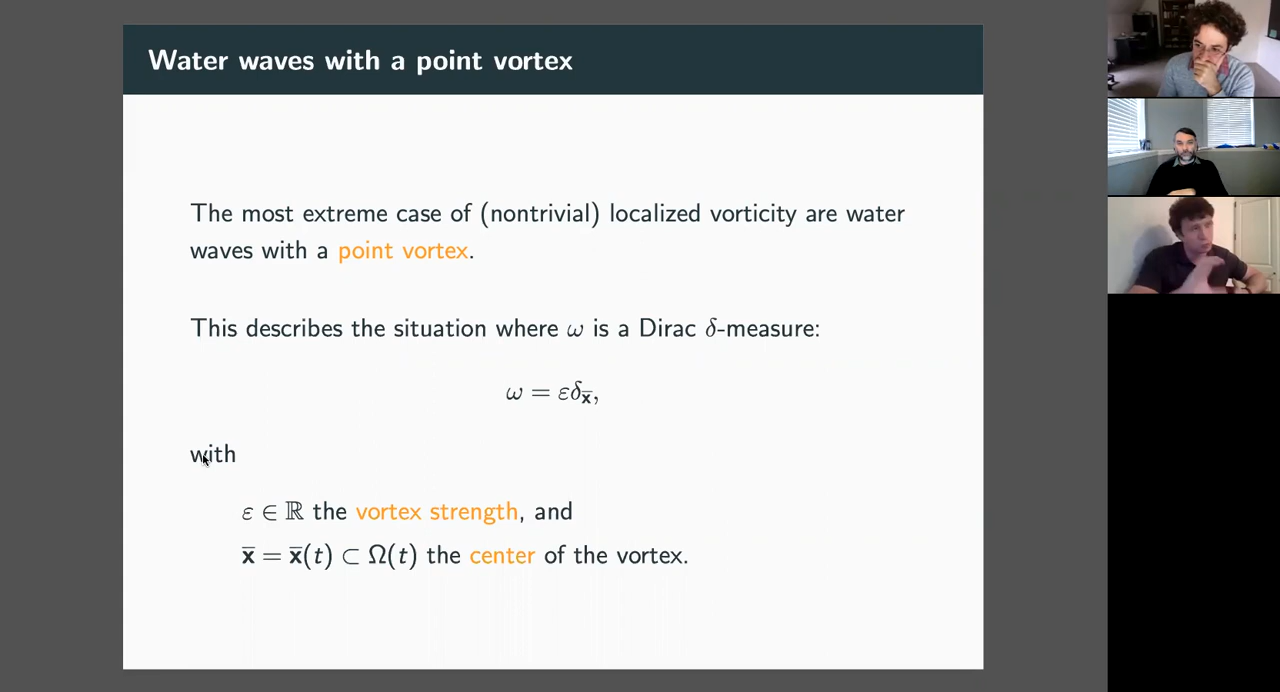 Water waves with a point vortex
The most extreme case of (nontrivial) localized vorticity are water
waves with a point vortex.
This describes the situation where ω is a Dirac δ-measure:
ω = εδ_x̄,
with
ε ∈ ℝ the vortex strength, and
x̄ = x̄(t) ⊂ Ω(t) the center of the vortex.